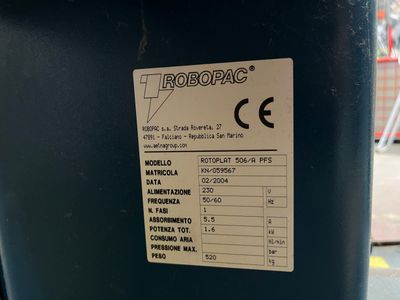 ROBOPAC®
ROBOPAC s.a. Strada Rovereta, 27
47891 - Falciano - Repubblica San Marino
www.aetnagroup.com
CE
MODELLO ROTOPLAT 506/A PFS
MATRICOLA KN/059567
DATA 02/2004
ALIMENTAZIONE 230 V
FREQUENZA 50/60 Hz
N. FASI 1
ASSORBIMENTO 5.5 A
POTENZA TOT. 1.6 kW
CONSUMO ARIA Nl/min
PRESSIONE MAX. bar
PESO 520 kg